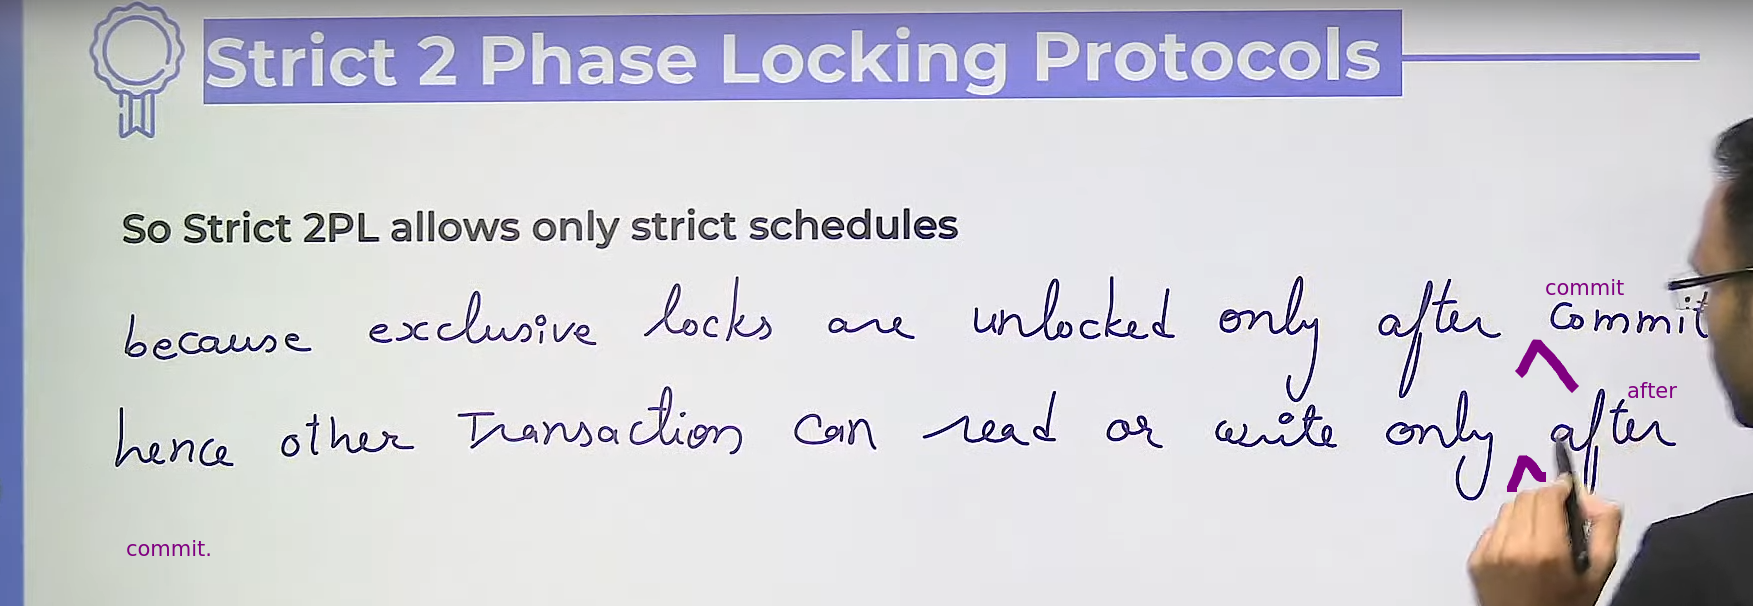 Strict 2 Phase Locking Protocols
So Strict 2PL allows only strict schedules
commit
because exclusive locks are unlocked only after commit
after
hence other Transaction can read or write only after
commit.